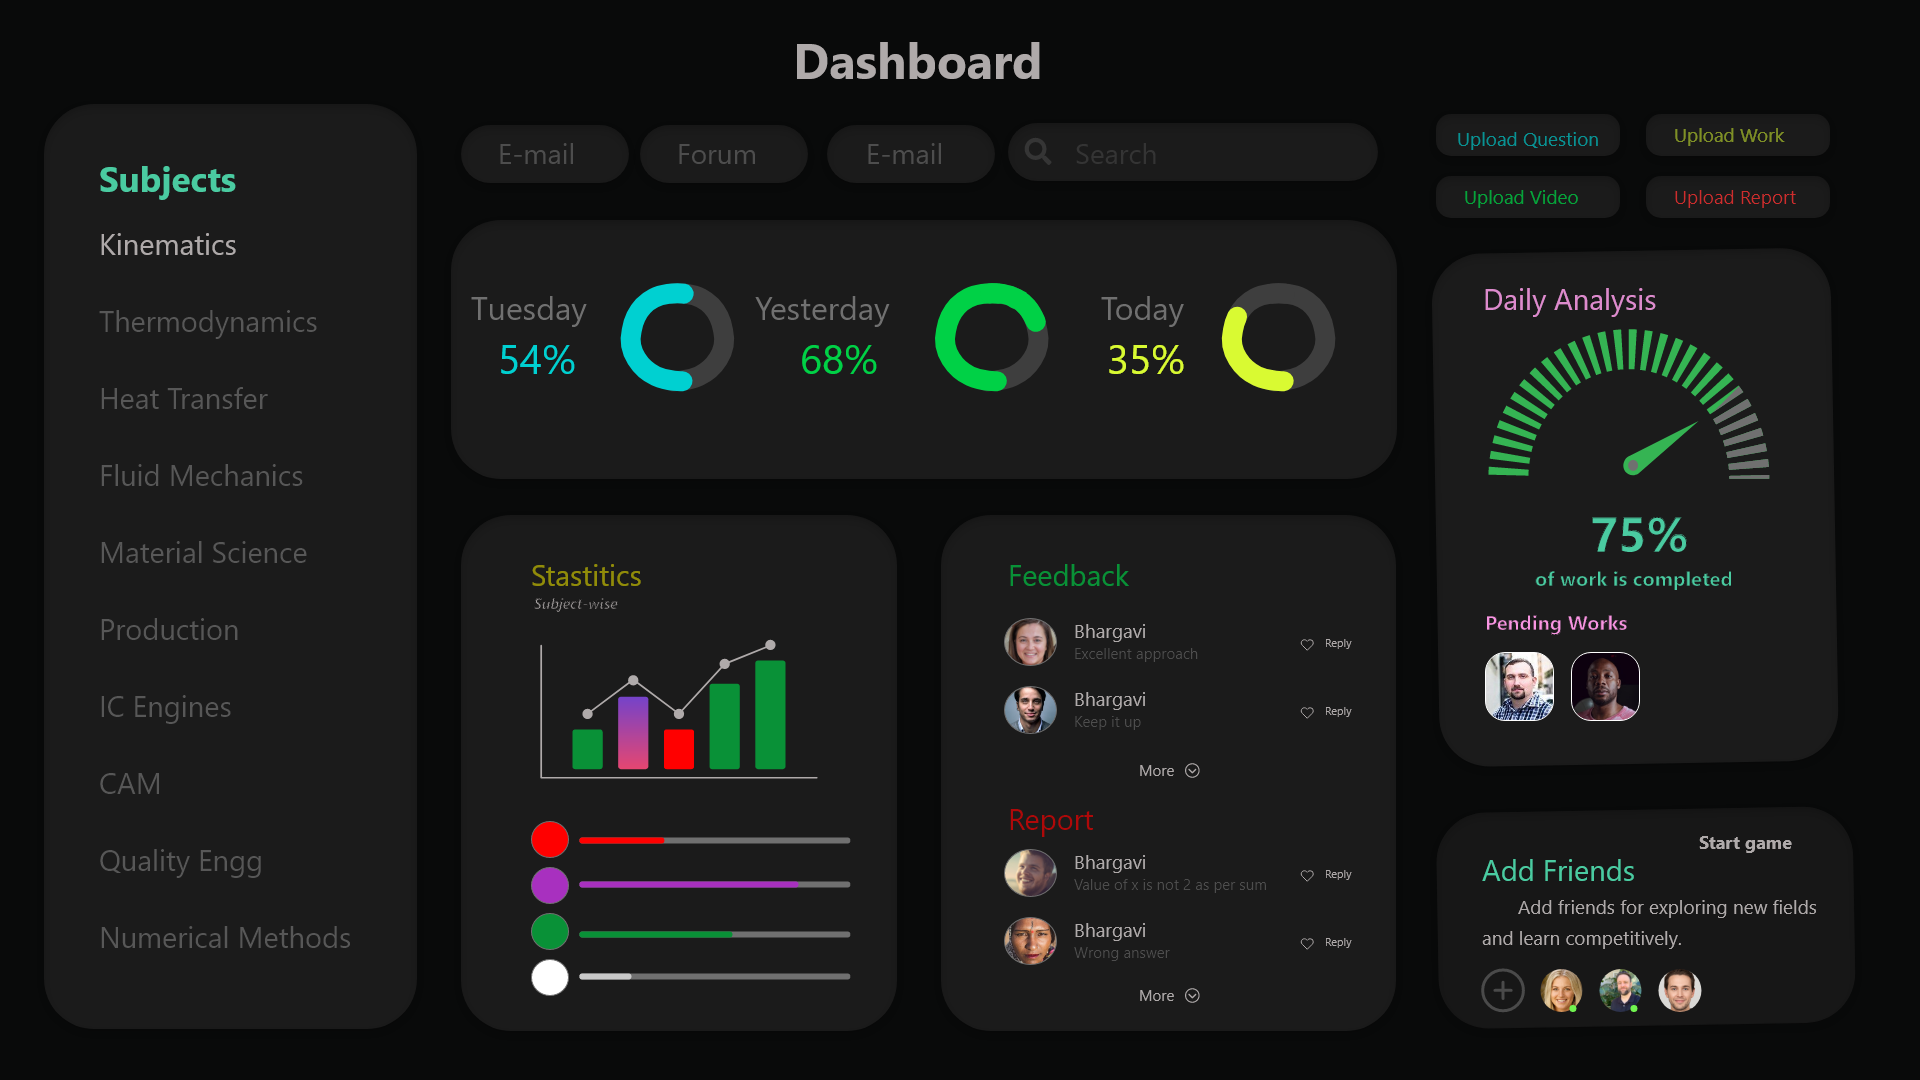 Dashboard
Subjects
Kinematics
Thermodynamics
Heat Transfer
Fluid Mechanics
Material Science
Production
IC Engines
CAM
Quality Engg
Numerical Methods
E-mail
Forum
E-mail
Search
Tuesday
54%
Yesterday
68%
Today
35%
Stastitics
Subject-wise
Feedback
Bhargavi
Excellent approach
Reply
Bhargavi
Keep it up
Reply
More
Report
Bhargavi
Value of x is not 2 as per sum
Reply
Bhargavi
Wrong answer
Reply
More
Upload Question
Upload Work
Upload Video
Upload Report
Daily Analysis
75%
of work is completed
Pending Works
Start game
Add Friends
Add friends for exploring new fields
and learn competitively.